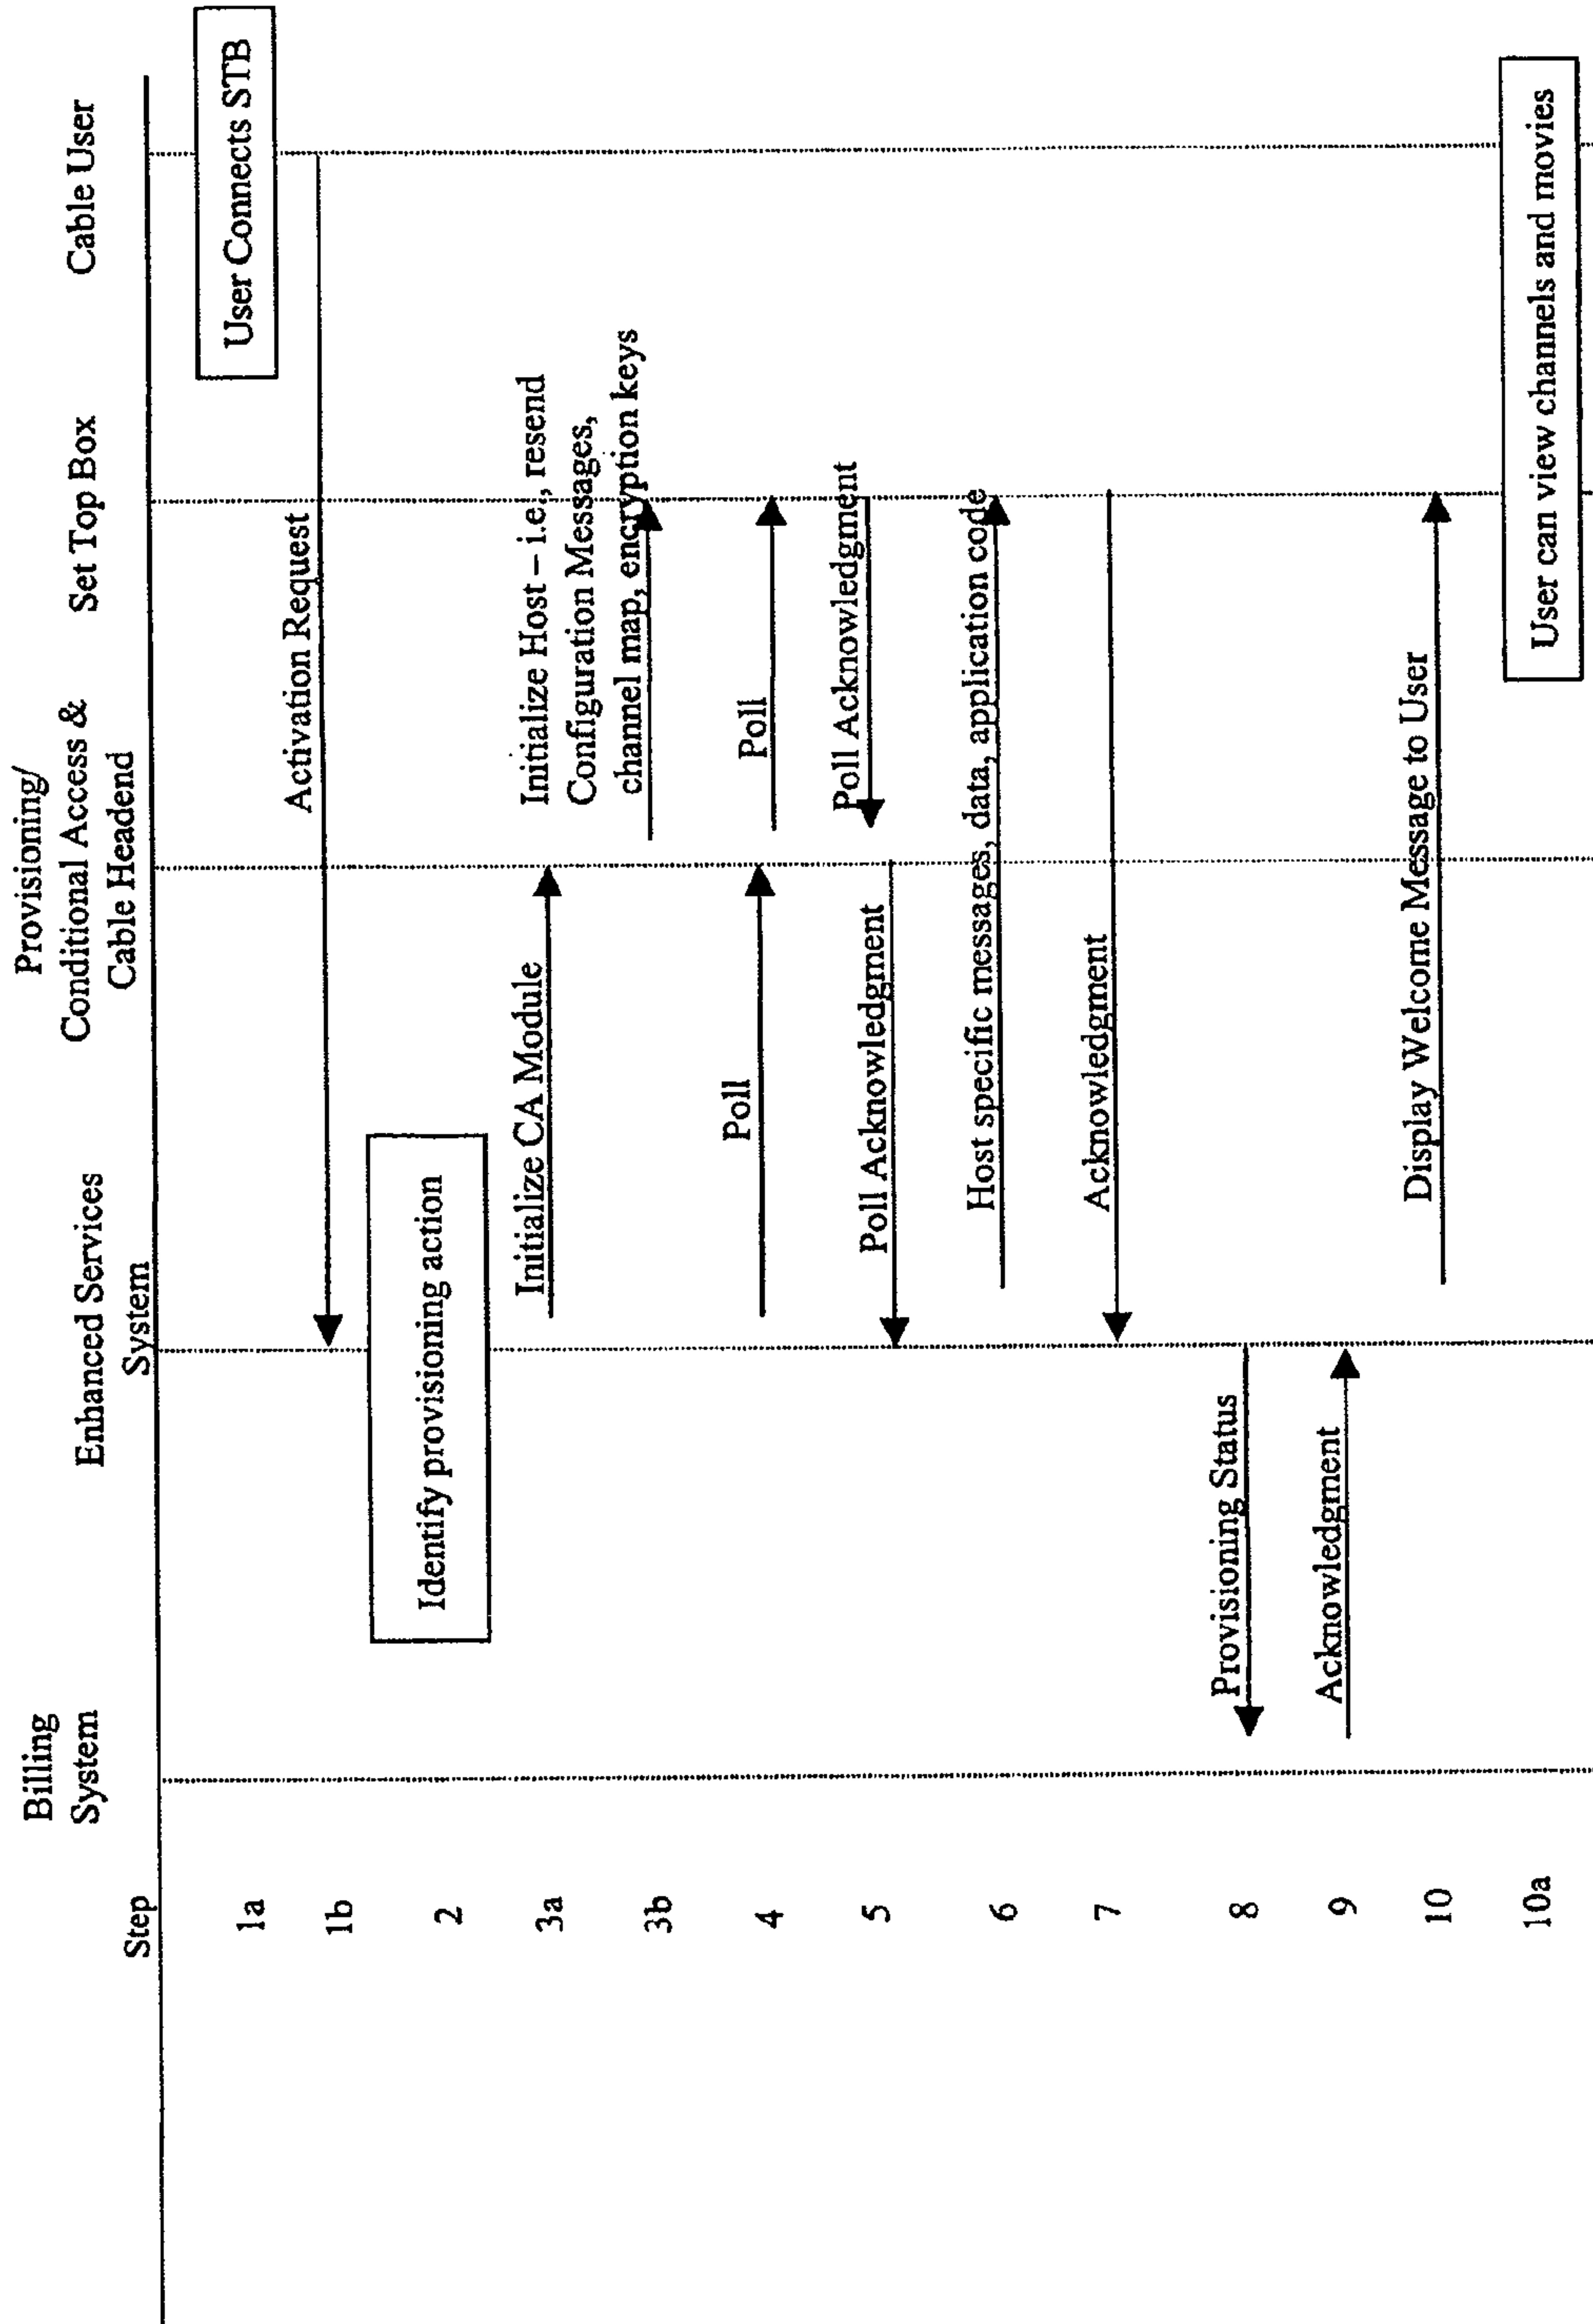 Step
Billing
System
Enhanced Services
System
Provisioning/
Conditional Access &
Cable Headend
Set Top Box
Cable User
1a
User Connects STB
1b
Activation Request
2
Identify provisioning action
3a
Initialize CA Module
Initialize Host – i.e, resend
Configuration Messages,
channel map, encryption keys
3b
4
Poll
Poll
5
Poll Acknowledgment
Poll Acknowledgment
6
Host specific messages, data, application code
7
Acknowledgment
8
Provisioning Status
9
Acknowledgment
10
Display Welcome Message to User
10a
User can view channels and movies